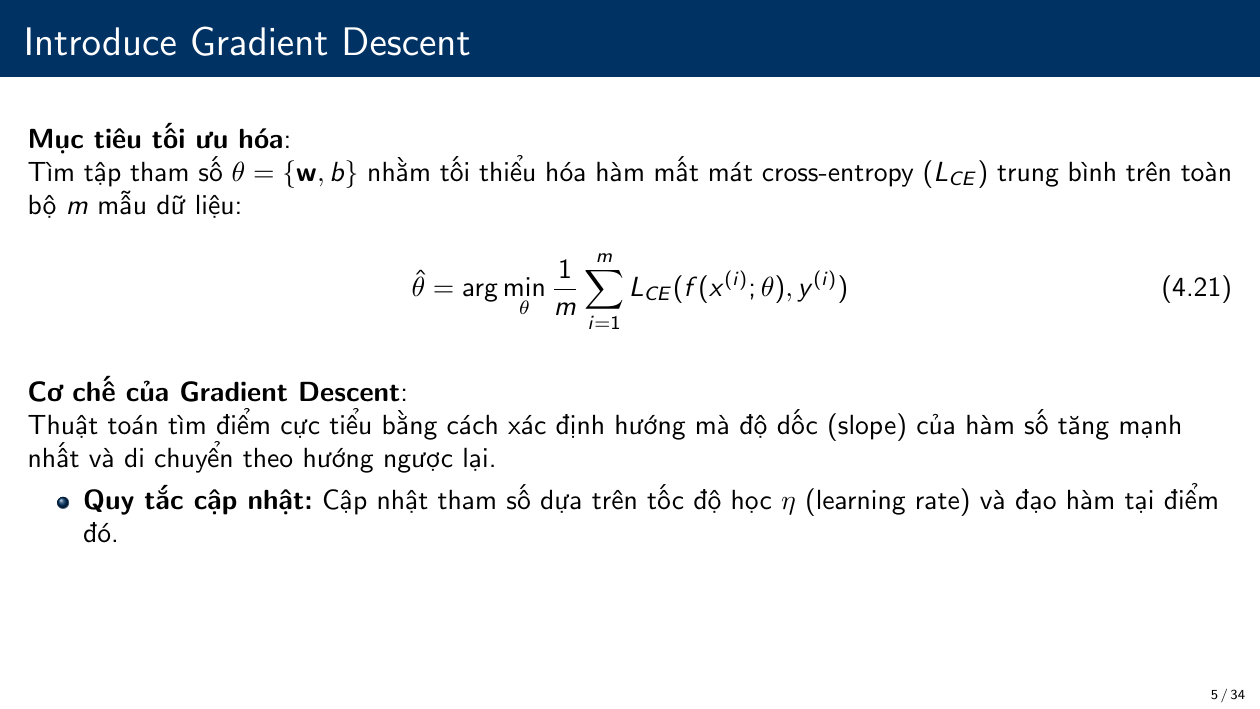 Introduce Gradient Descent
Mục tiêu tối ưu hóa:
Tìm tập tham số θ = {w, b} nhằm tối thiểu hóa hàm mất mát cross-entropy (L_CE) trung bình trên toàn
bộ m mẫu dữ liệu:
θ̂ = arg min_θ 1/m ∑_{i=1}^{m} L_CE(f(x^(i); θ), y^(i)) (4.21)
Cơ chế của Gradient Descent:
Thuật toán tìm điểm cực tiểu bằng cách xác định hướng mà độ dốc (slope) của hàm số tăng mạnh
nhất và di chuyển theo hướng ngược lại.
Quy tắc cập nhật: Cập nhật tham số dựa trên tốc độ học η (learning rate) và đạo hàm tại điểm
đó.
5 / 34